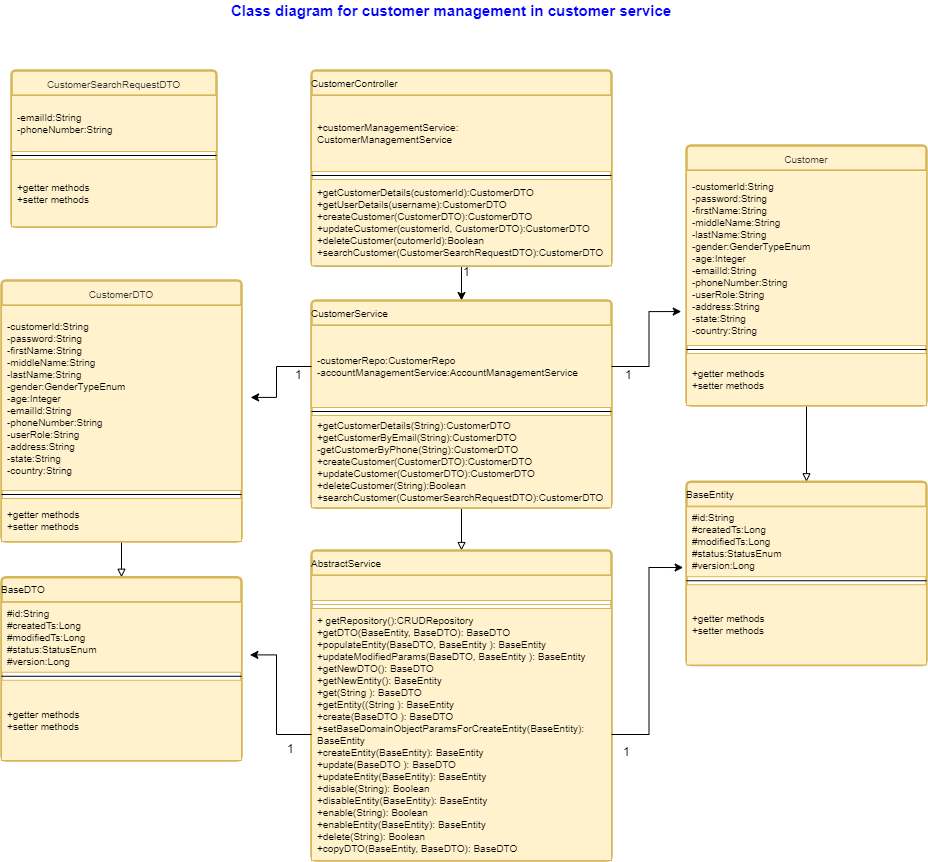 Class diagram for customer management in customer service
CustomerSearchRequestDTO
-emailId:String
-phoneNumber:String
+getter methods
+setter methods
CustomerController
+customerManagementService:
CustomerManagementService
+getCustomerDetails(customerId):CustomerDTO
+getUserDetails(username):CustomerDTO
+createCustomer(CustomerDTO):CustomerDTO
+updateCustomer(customerId, CustomerDTO):CustomerDTO
+deleteCustomer(cutomerId):Boolean
+searchCustomer(CustomerSearchRequestDTO):CustomerDTO
1
Customer
-customerId:String
-password:String
-firstName:String
-middleName:String
-lastName:String
-gender:GenderTypeEnum
-age:Integer
-emailId:String
-phoneNumber:String
-userRole:String
-address:String
-state:String
-country:String
+getter methods
+setter methods
CustomerDTO
-customerId:String
-password:String
-firstName:String
-middleName:String
-lastName:String
-gender:GenderTypeEnum
-age:Integer
-emailId:String
-phoneNumber:String
-userRole:String
-address:String
-state:String
-country:String
+getter methods
+setter methods
1
CustomerService
-customerRepo:CustomerRepo
-accountManagementService:AccountManagementService
+getCustomerDetails(String):CustomerDTO
+getCustomerByEmail(String):CustomerDTO
-getCustomerByPhone(String):CustomerDTO
+createCustomer(CustomerDTO):CustomerDTO
+updateCustomer(CustomerDTO):CustomerDTO
+deleteCustomer(String):Boolean
+searchCustomer(CustomerSearchRequestDTO):CustomerDTO
1
BaseEntity
#id:String
#createdTs:Long
#modifiedTs:Long
#status:StatusEnum
#version:Long
+getter methods
+setter methods
BaseDTO
#id:String
#createdTs:Long
#modifiedTs:Long
#status:StatusEnum
#version:Long
+getter methods
+setter methods
1
AbstractService
+ getRepository():CRUDRepository
+getDTO(BaseEntity, BaseDTO): BaseDTO
+populateEntity(BaseDTO, BaseEntity ): BaseEntity
+updateModifiedParams(BaseDTO, BaseEntity ): BaseEntity
+getNewDTO(): BaseDTO
+getNewEntity(): BaseEntity
+get(String ): BaseDTO
+getEntity((String ): BaseEntity
+create(BaseDTO ): BaseDTO
+setBaseDomainObjectParamsForCreateEntity(BaseEntity):
BaseEntity
+createEntity(BaseEntity): BaseEntity
+update(BaseDTO ): BaseDTO
+updateEntity(BaseEntity): BaseEntity
+disable(String): Boolean
+disableEntity(BaseEntity): BaseEntity
+enable(String): Boolean
+enableEntity(BaseEntity): BaseEntity
+delete(String): Boolean
+copyDTO(BaseEntity, BaseDTO): BaseDTO
1